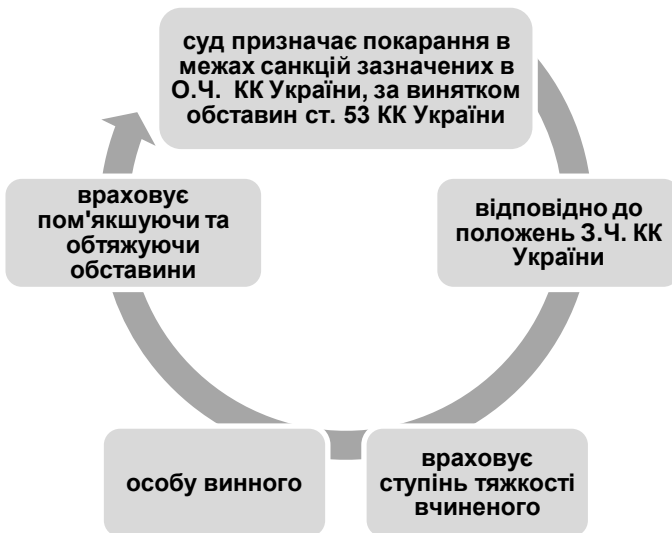 суд призначає покарання в
межах санкцій зазначених в
О.Ч. КК України, за винятком
обставин ст. 53 КК України
відповідно до
положень З.Ч. КК
України
враховує
ступінь тяжкості
вчиненого
особу винного
враховує
пом'якшуючи та
обтяжуючи
обставини